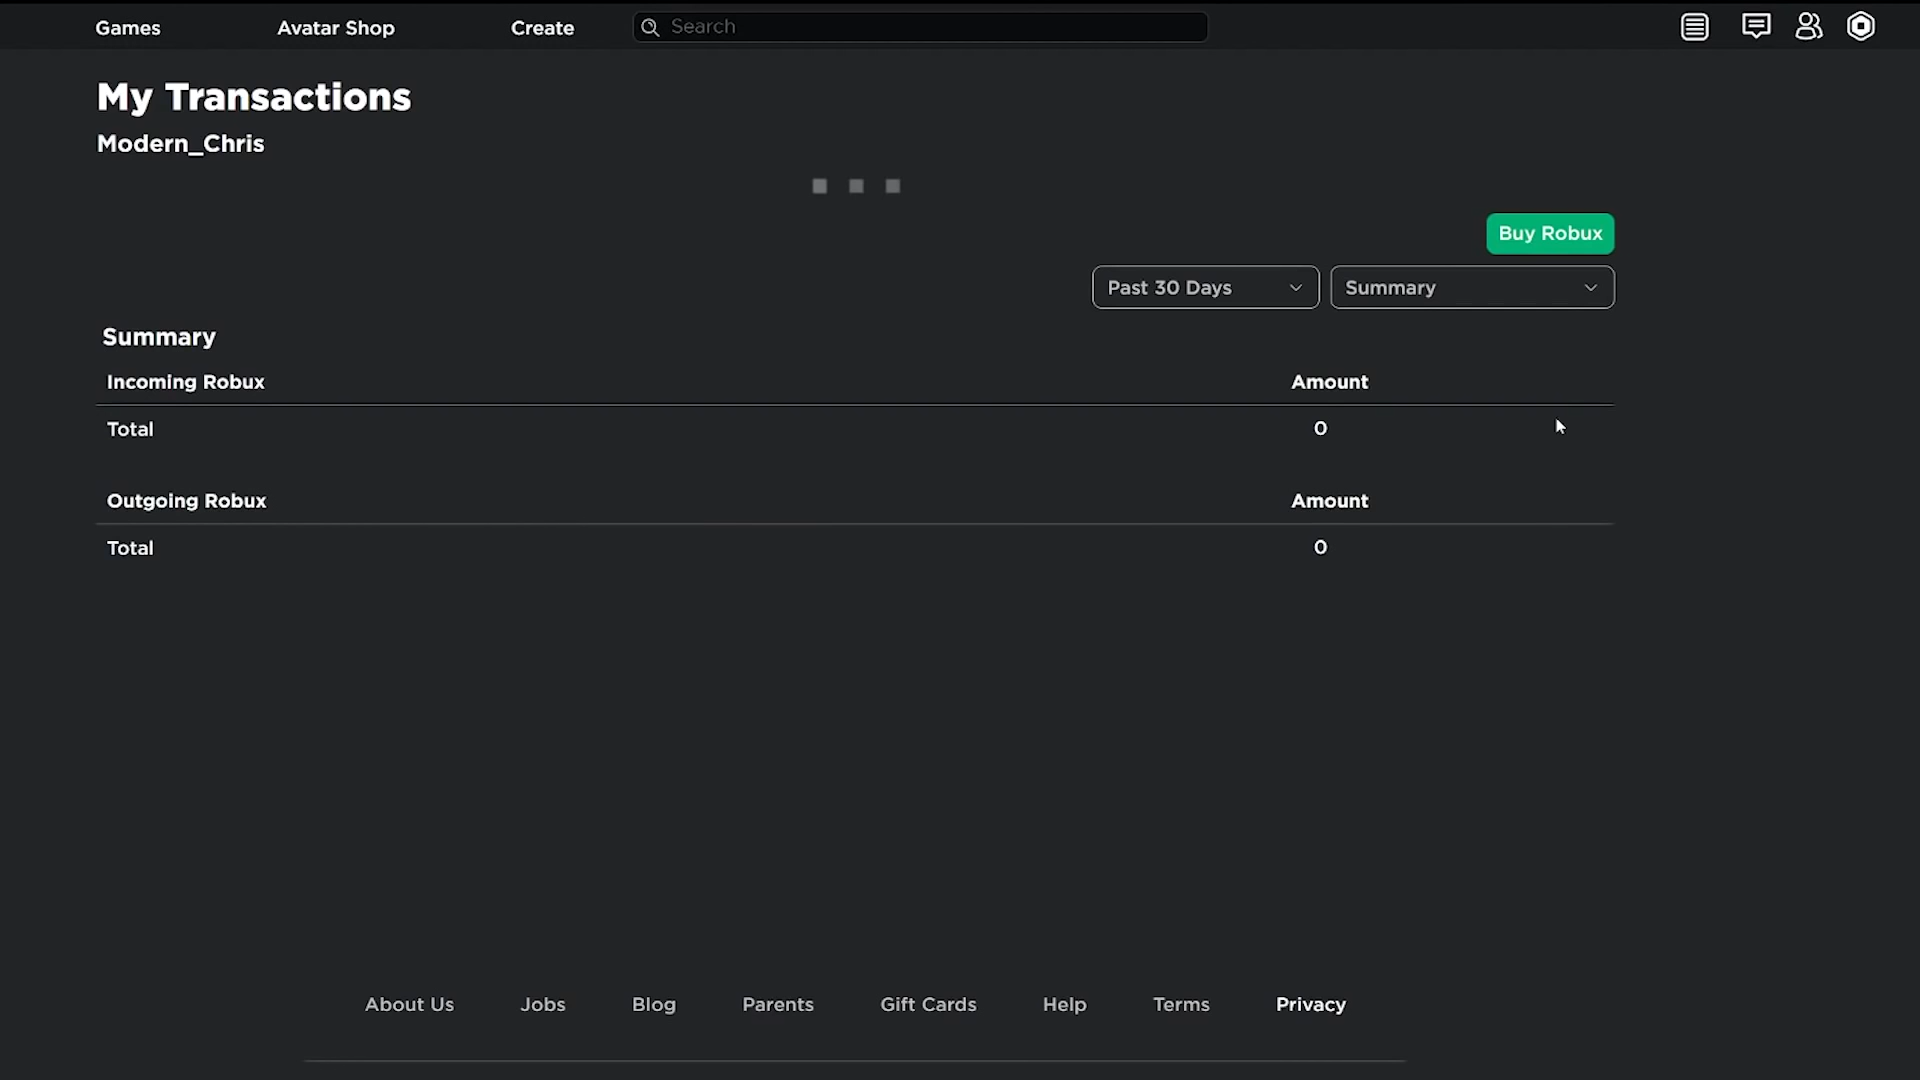 Games
Avatar Shop
Create
Search
My Transactions
Modern_Chris
Buy Robux
Past 30 Days
Summary
Summary
Incoming Robux Amount
Total 0
Outgoing Robux Amount
Total 0
About Us
Jobs
Blog
Parents
Gift Cards
Help
Terms
Privacy